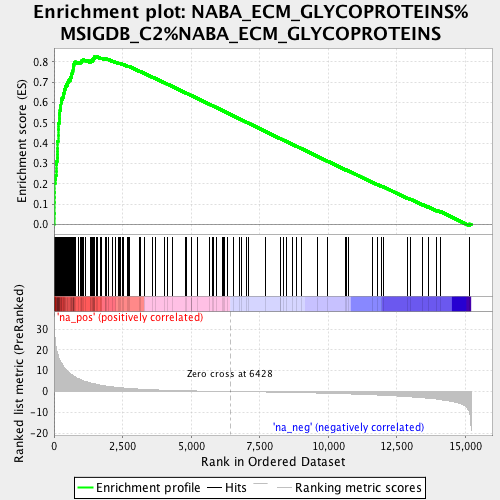 Enrichment plot: NABA_ECM_GLYCOPROTEINS%
MSIGDB_C2%NABA_ECM_GLYCOPROTEINS
Enrichment score (ES)
0.8
0.7
0.6
0.5
0.4
0.3
0.2
0.1
0.0
Ranked list metric (PreRanked)
30
20
10
0
-10
-20
'na_pos' (positively correlated)
Zero cross at 6428
'na_neg' (negatively correlated)
0 2,500 5,000 7,500 10,000 12,500 15,000
Rank in Ordered Dataset
Enrichment profile Hits Ranking metric scores